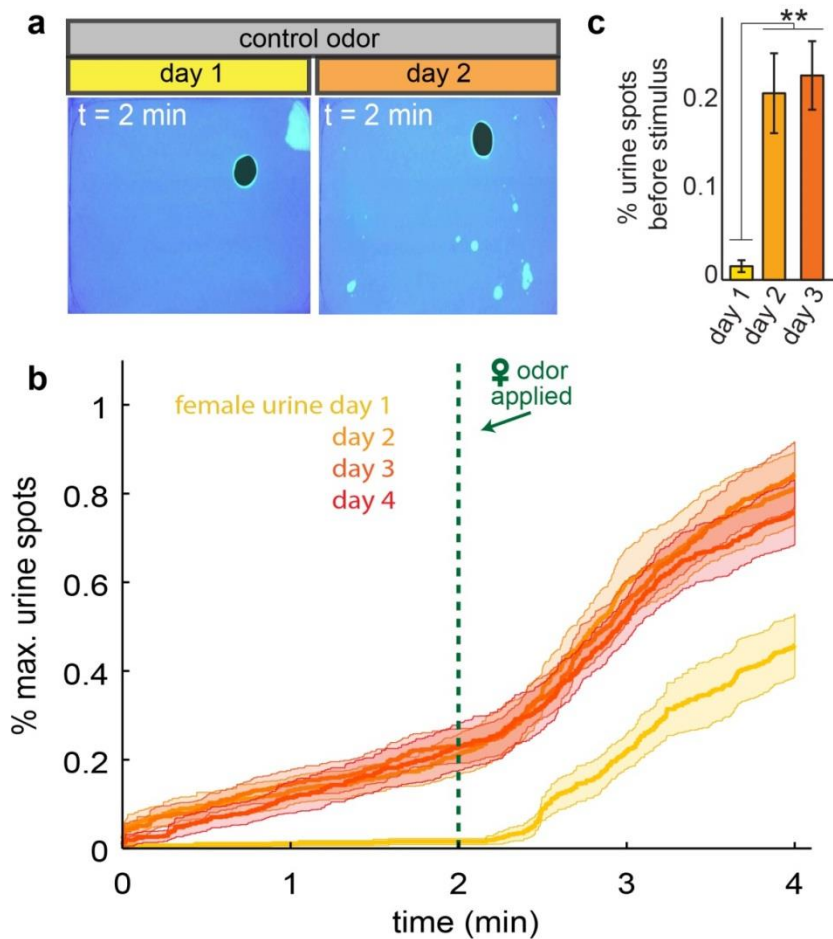 a
control odor
day 1
day 2
t = 2 min
t = 2 min
c
**
% urine spots
before stimulus
0.2
0.1
0
day 1
day 2
day 3
b
♀ odor
applied
female urine day 1
day 2
day 3
day 4
% max. urine spots
1
0.8
0.6
0.4
0.2
0
0
1
2
3
4
time (min)